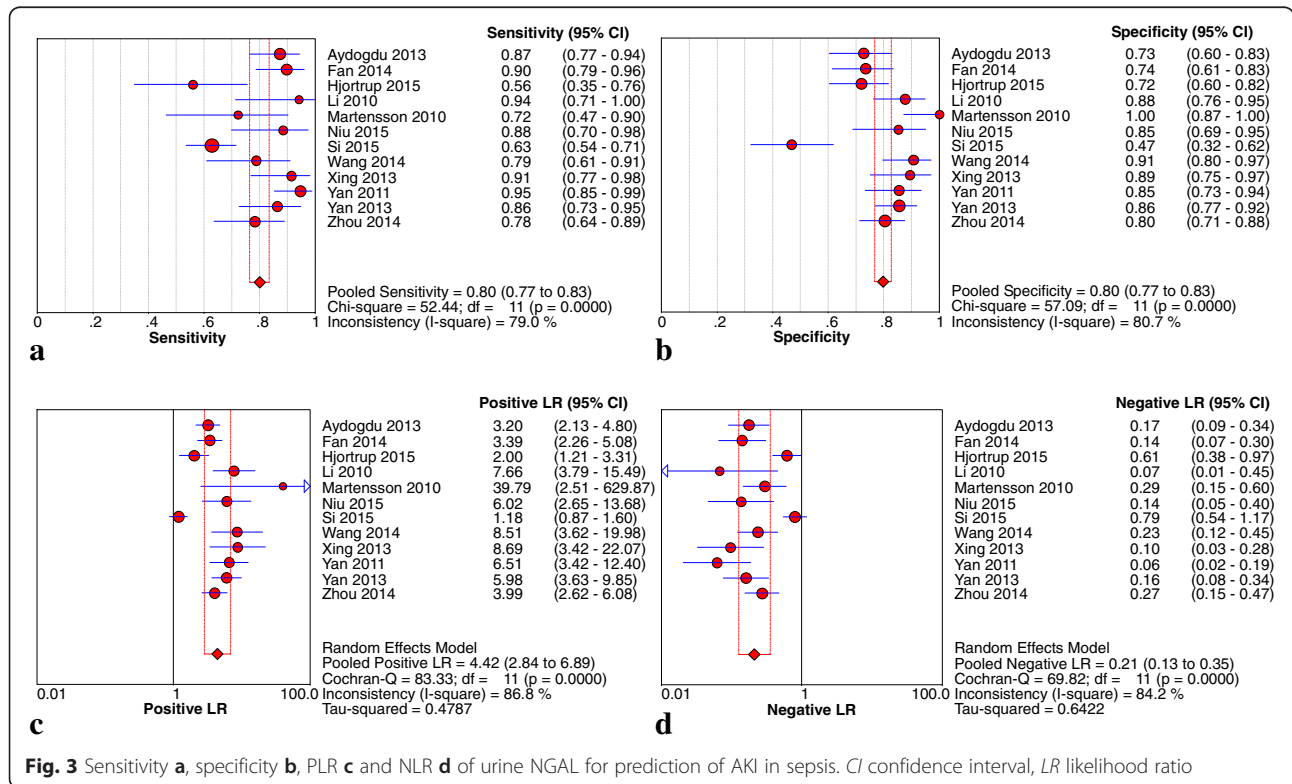 Sensitivity (95% CI)
Aydogdu 2013 0.87 (0.77 - 0.94)
Fan 2014 0.90 (0.79 - 0.96)
Hjortrup 2015 0.56 (0.35 - 0.76)
Li 2010 0.94 (0.71 - 1.00)
Martensson 2010 0.72 (0.47 - 0.90)
Niu 2015 0.88 (0.70 - 0.98)
Si 2015 0.63 (0.54 - 0.71)
Wang 2014 0.79 (0.61 - 0.91)
Xing 2013 0.91 (0.77 - 0.98)
Yan 2011 0.95 (0.85 - 0.99)
Yan 2013 0.86 (0.73 - 0.95)
Zhou 2014 0.78 (0.64 - 0.89)
Pooled Sensitivity = 0.80 (0.77 to 0.83)
Chi-square = 52.44; df = 11 (p = 0.0000)
Inconsistency (I-square) = 79.0 %
0 .2 .4 .6 .8 1
Sensitivity
a
Specificity (95% CI)
Aydogdu 2013 0.73 (0.60 - 0.83)
Fan 2014 0.74 (0.61 - 0.83)
Hjortrup 2015 0.72 (0.60 - 0.82)
Li 2010 0.88 (0.76 - 0.95)
Martensson 2010 1.00 (0.87 - 1.00)
Niu 2015 0.85 (0.69 - 0.95)
Si 2015 0.47 (0.32 - 0.62)
Wang 2014 0.91 (0.80 - 0.97)
Xing 2013 0.89 (0.75 - 0.97)
Yan 2011 0.85 (0.73 - 0.94)
Yan 2013 0.86 (0.77 - 0.92)
Zhou 2014 0.80 (0.71 - 0.88)
Pooled Specificity = 0.80 (0.77 to 0.83)
Chi-square = 57.09; df = 11 (p = 0.0000)
Inconsistency (I-square) = 80.7 %
0 .2 .4 .6 .8 1
Specificity
b
Positive LR (95% CI)
Aydogdu 2013 3.20 (2.13 - 4.80)
Fan 2014 3.39 (2.26 - 5.08)
Hjortrup 2015 2.00 (1.21 - 3.31)
Li 2010 7.66 (3.79 - 15.49)
Martensson 2010 39.79 (2.51 - 629.87)
Niu 2015 6.02 (2.65 - 13.68)
Si 2015 1.18 (0.87 - 1.60)
Wang 2014 8.51 (3.62 - 19.98)
Xing 2013 8.69 (3.42 - 22.07)
Yan 2011 6.51 (3.42 - 12.40)
Yan 2013 5.98 (3.63 - 9.85)
Zhou 2014 3.99 (2.62 - 6.08)
Random Effects Model
Pooled Positive LR = 4.42 (2.84 to 6.89)
Cochran-Q = 83.33; df = 11 (p = 0.0000)
Inconsistency (I-square) = 86.8 %
Tau-squared = 0.4787
0.01 1 100.0
Positive LR
c
Negative LR (95% CI)
Aydogdu 2013 0.17 (0.09 - 0.34)
Fan 2014 0.14 (0.07 - 0.30)
Hjortrup 2015 0.61 (0.38 - 0.97)
Li 2010 0.07 (0.01 - 0.45)
Martensson 2010 0.29 (0.15 - 0.60)
Niu 2015 0.14 (0.05 - 0.40)
Si 2015 0.79 (0.54 - 1.17)
Wang 2014 0.23 (0.12 - 0.45)
Xing 2013 0.10 (0.03 - 0.28)
Yan 2011 0.06 (0.02 - 0.19)
Yan 2013 0.16 (0.08 - 0.34)
Zhou 2014 0.27 (0.15 - 0.47)
Random Effects Model
Pooled Negative LR = 0.21 (0.13 to 0.35)
Cochran-Q = 69.82; df = 11 (p = 0.0000)
Inconsistency (I-square) = 84.2 %
Tau-squared = 0.6422
0.01 1 100.0
Negative LR
d
Fig. 3 Sensitivity a, specificity b, PLR c and NLR d of urine NGAL for prediction of AKI in sepsis. CI confidence interval, LR likelihood ratio